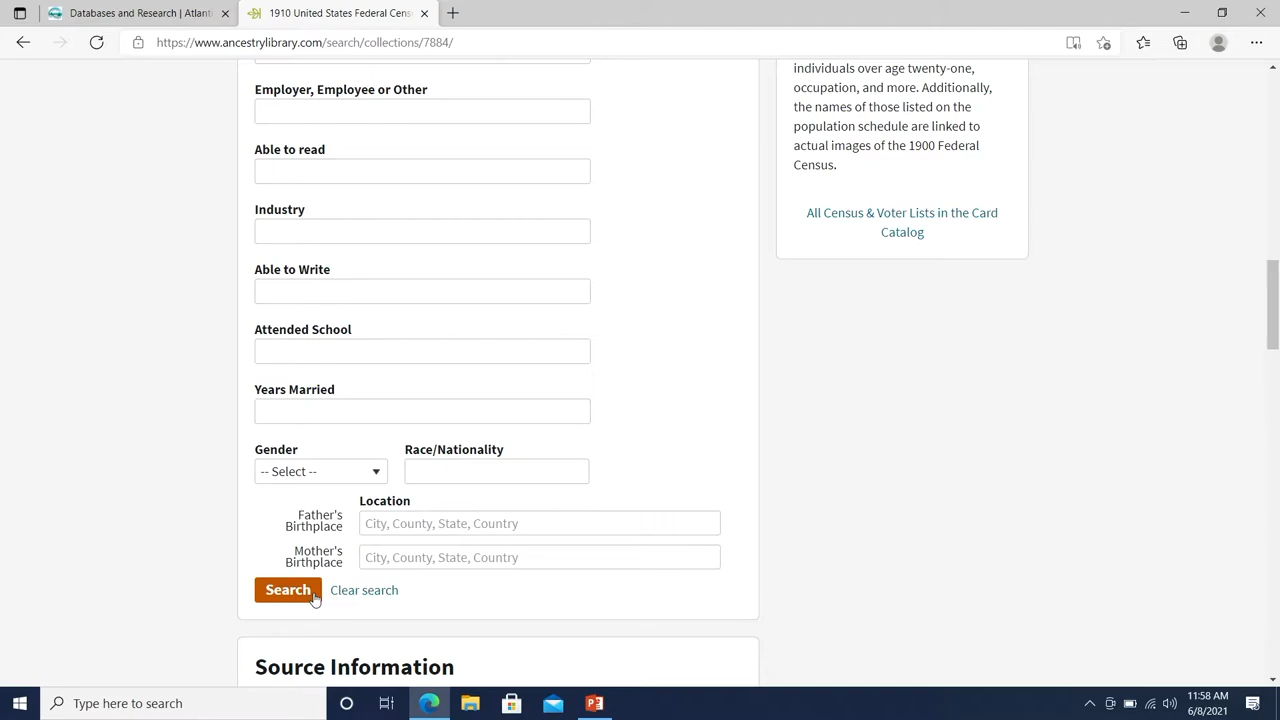 Databases and Research | Atlanti
1910 United States Federal Cens
https://www.ancestrylibrary.com/search/collections/7884/
Employer, Employee or Other
Able to read
Industry
Able to Write
Attended School
Years Married
Gender
Race/Nationality
-- Select --
Location
Father's
Birthplace
City, County, State, Country
Mother's
Birthplace
City, County, State, Country
Search
Clear search
Source Information
individuals over age twenty-one,
occupation, and more. Additionally,
the names of those listed on the
population schedule are linked to
actual images of the 1900 Federal
Census.
All Census & Voter Lists in the Card
Catalog
Type here to search
11:58 AM
6/8/2021